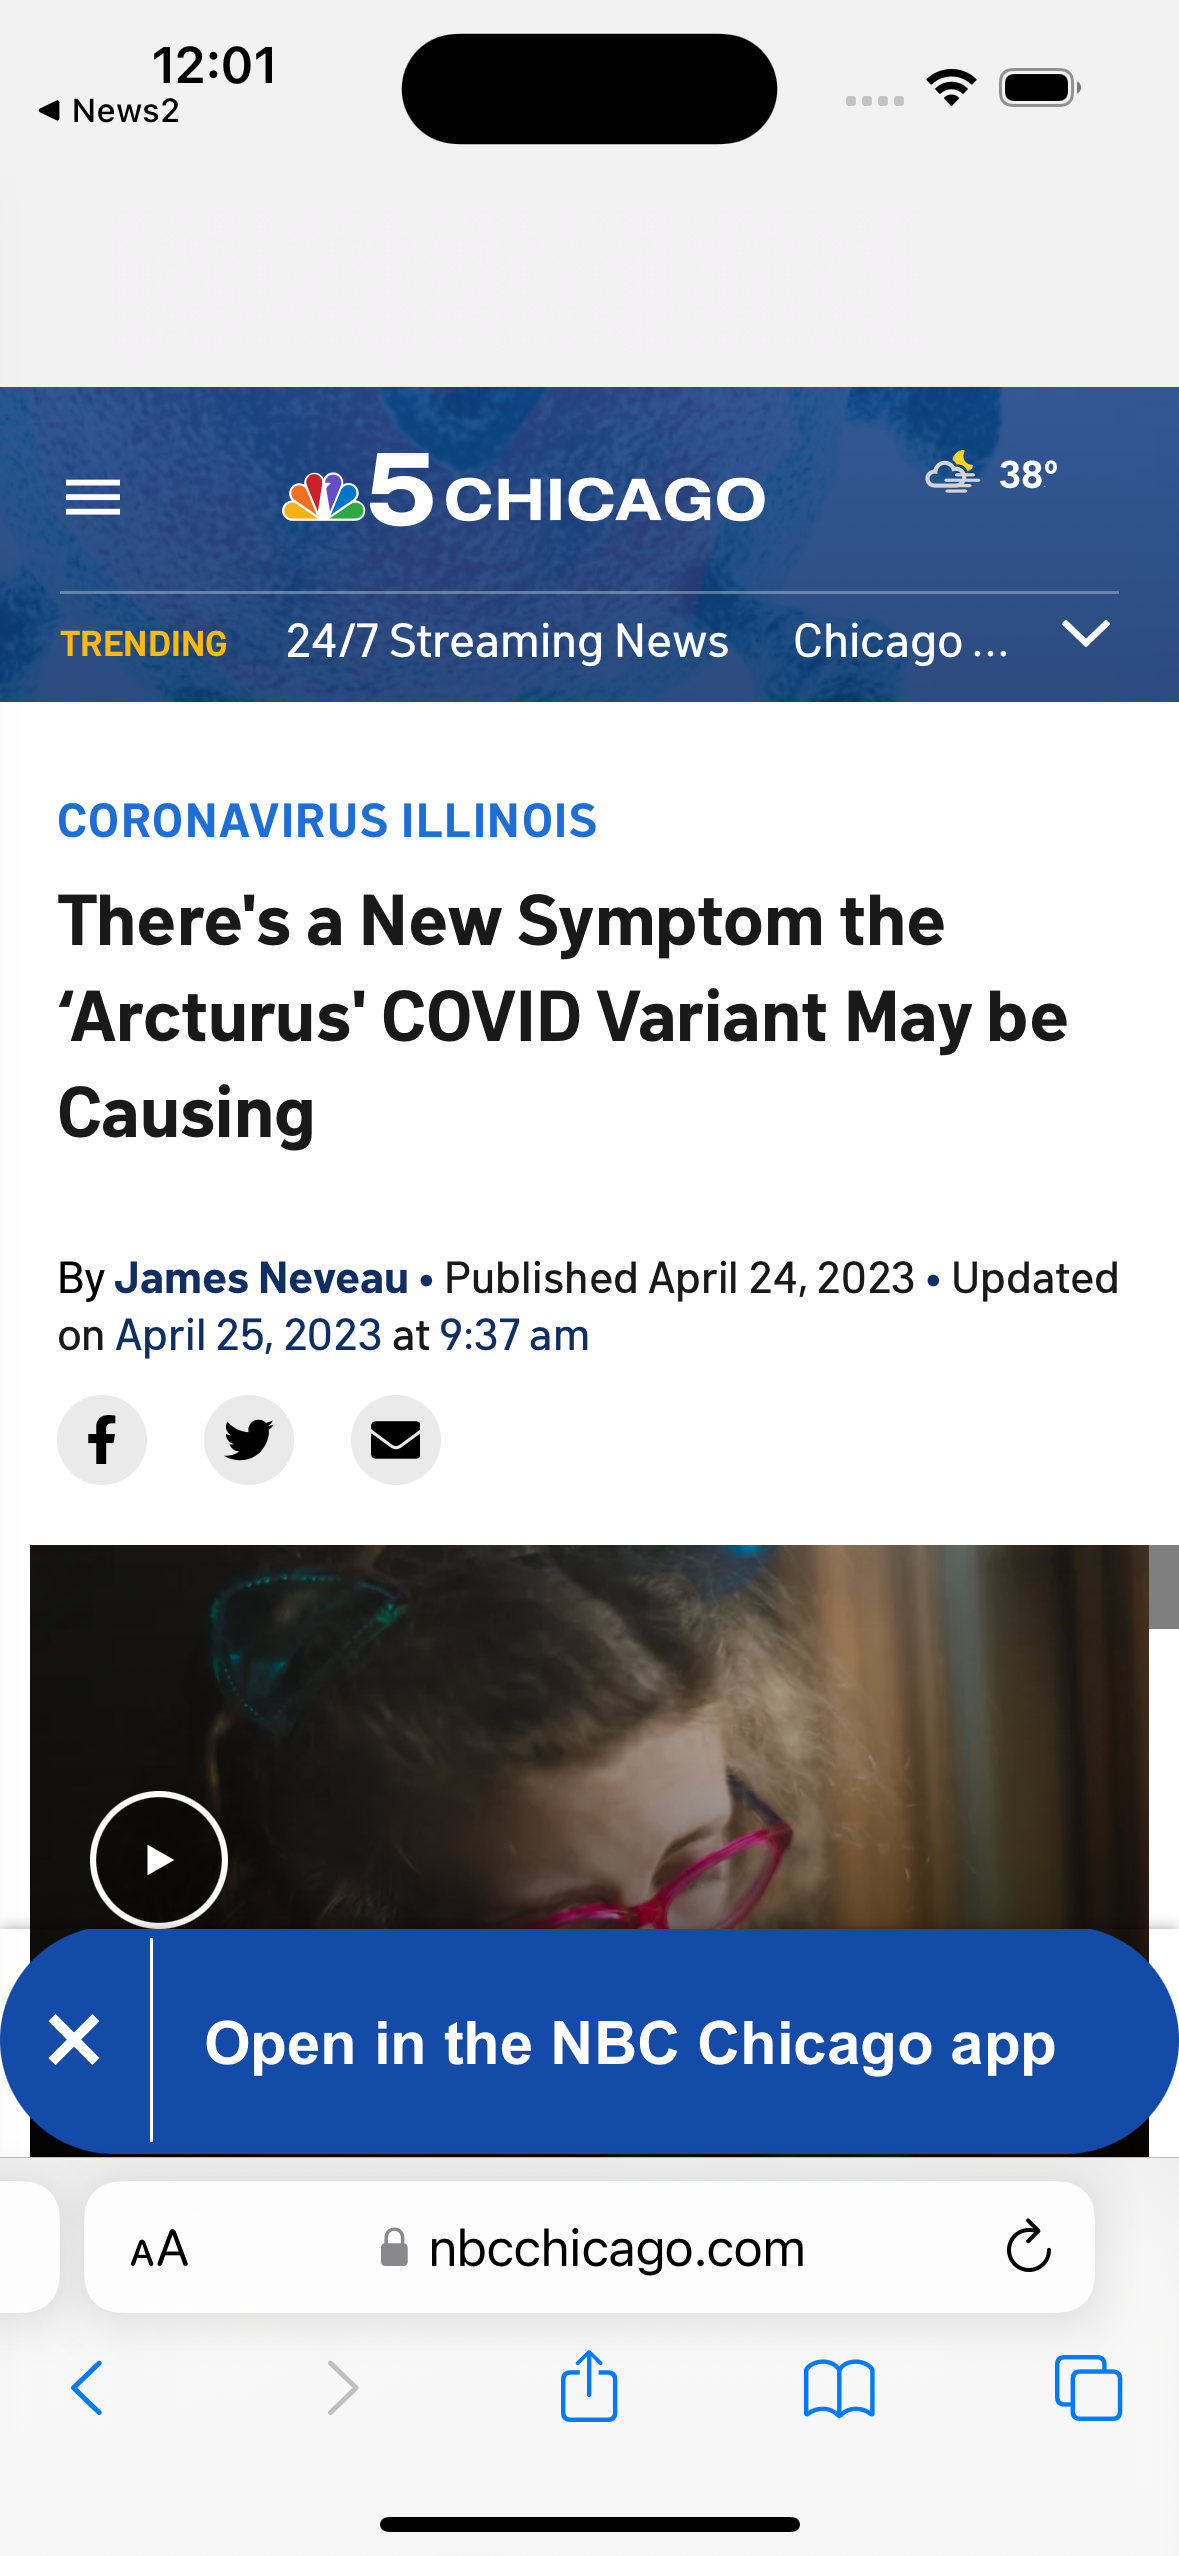 12:01
◀ News2
5 CHICAGO
38°
TRENDING 24/7 Streaming News Chicago ...
CORONAVIRUS ILLINOIS
There's a New Symptom the
‘Arcturus' COVID Variant May be
Causing
By James Neveau • Published April 24, 2023 • Updated
on April 25, 2023 at 9:37 am
Open in the NBC Chicago app
AA nbcchicago.com